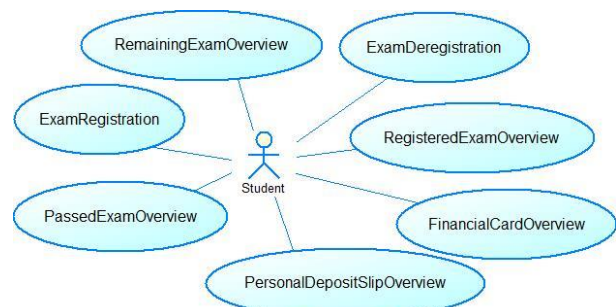 RemainingExamOverview
ExamDeregistration
ExamRegistration
RegisteredExamOverview
Student
PassedExamOverview
FinancialCardOverview
PersonalDepositSlipOverview